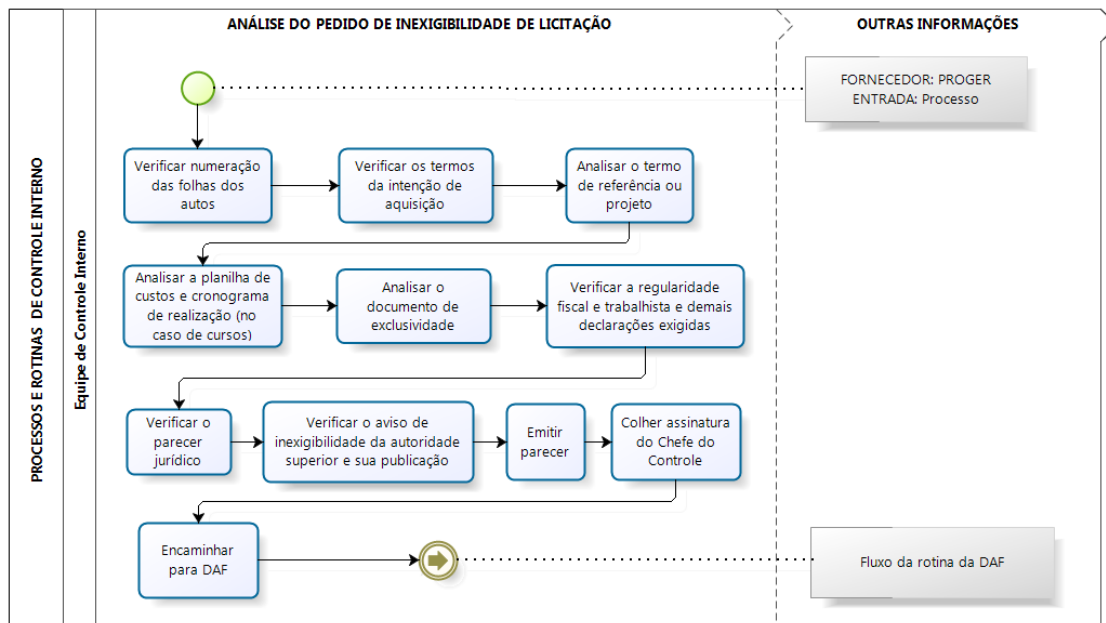 ANÁLISE DO PEDIDO DE INEXIGIBILIDADE DE LICITAÇÃO
OUTRAS INFORMAÇÕES
PROCESSOS E ROTINAS DE CONTROLE INTERNO
Equipe de Controle Interno
FORNECEDOR: PROGER
ENTRADA: Processo
Verificar numeração
das folhas dos
autos
Verificar os termos
da intenção de
aquisição
Analisar o termo
de referência ou
projeto
Analisar a planilha de
custos e cronograma
de realização (no
caso de cursos)
Analisar o
documento de
exclusividade
Verificar a regularidade
fiscal e trabalhista e demais
declarações exigidas
Verificar o
parecer
jurídico
Verificar o aviso de
inexigibilidade da autoridade
superior e sua publicação
Emitir
parecer
Colher assinatura
do Chefe do
Controle
Encaminhar
para DAF
Fluxo da rotina da DAF